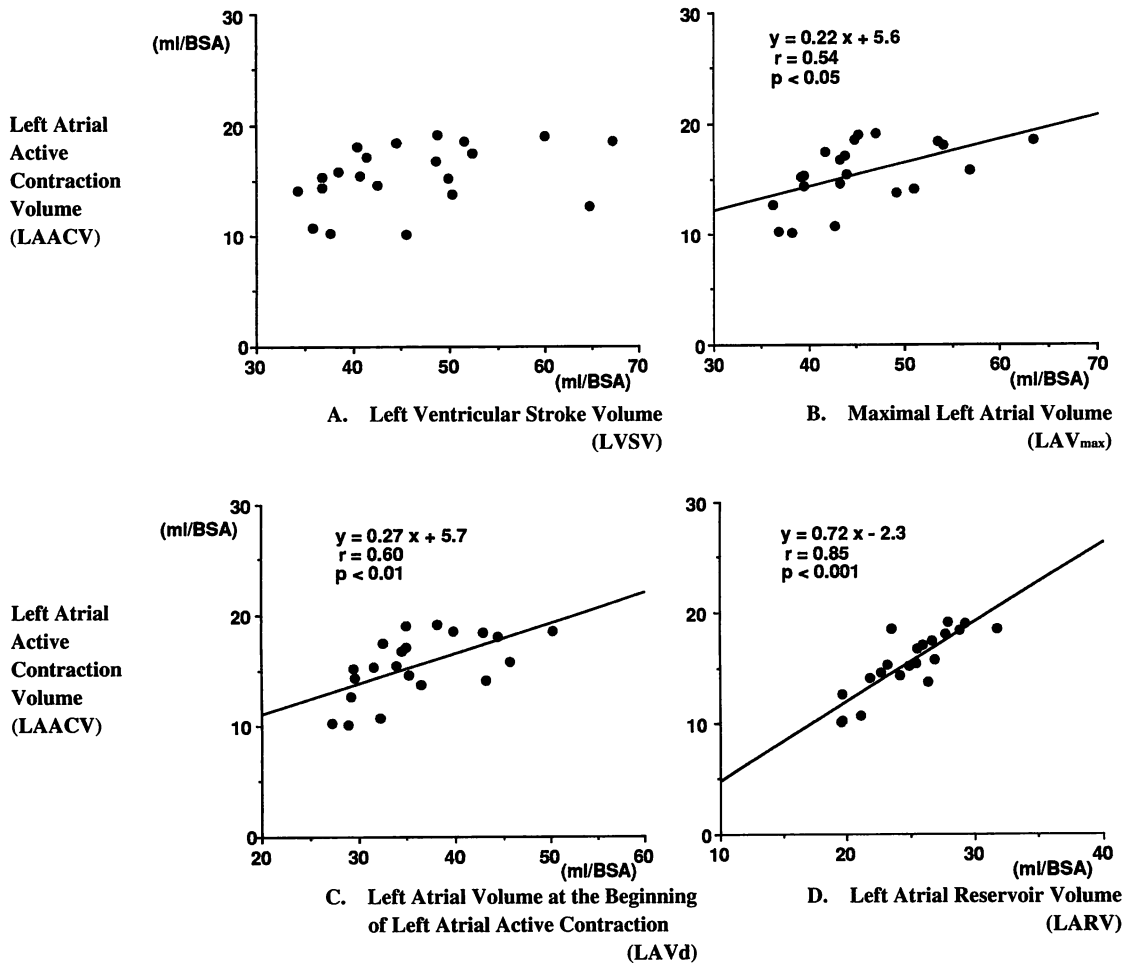 30
(ml/BSA)
20
10
0
Left Atrial
Active
Contraction
Volume
(LAACV)
30 40 50 60 70
(ml/BSA)
A. Left Ventricular Stroke Volume
(LVSV)
30
20
10
0
y = 0.22 x + 5.6
r = 0.54
p < 0.05
30 40 50 60 70
(ml/BSA)
B. Maximal Left Atrial Volume
(LAVmax)
30
(ml/BSA)
20
10
0
Left Atrial
Active
Contraction
Volume
(LAACV)
y = 0.27 x + 5.7
r = 0.60
p < 0.01
20 30 40 50 60
(ml/BSA)
C. Left Atrial Volume at the Beginning
of Left Atrial Active Contraction
(LAVd)
30
20
10
0
y = 0.72 x - 2.3
r = 0.85
p < 0.001
10 20 30 40
(ml/BSA)
D. Left Atrial Reservoir Volume
(LARV)